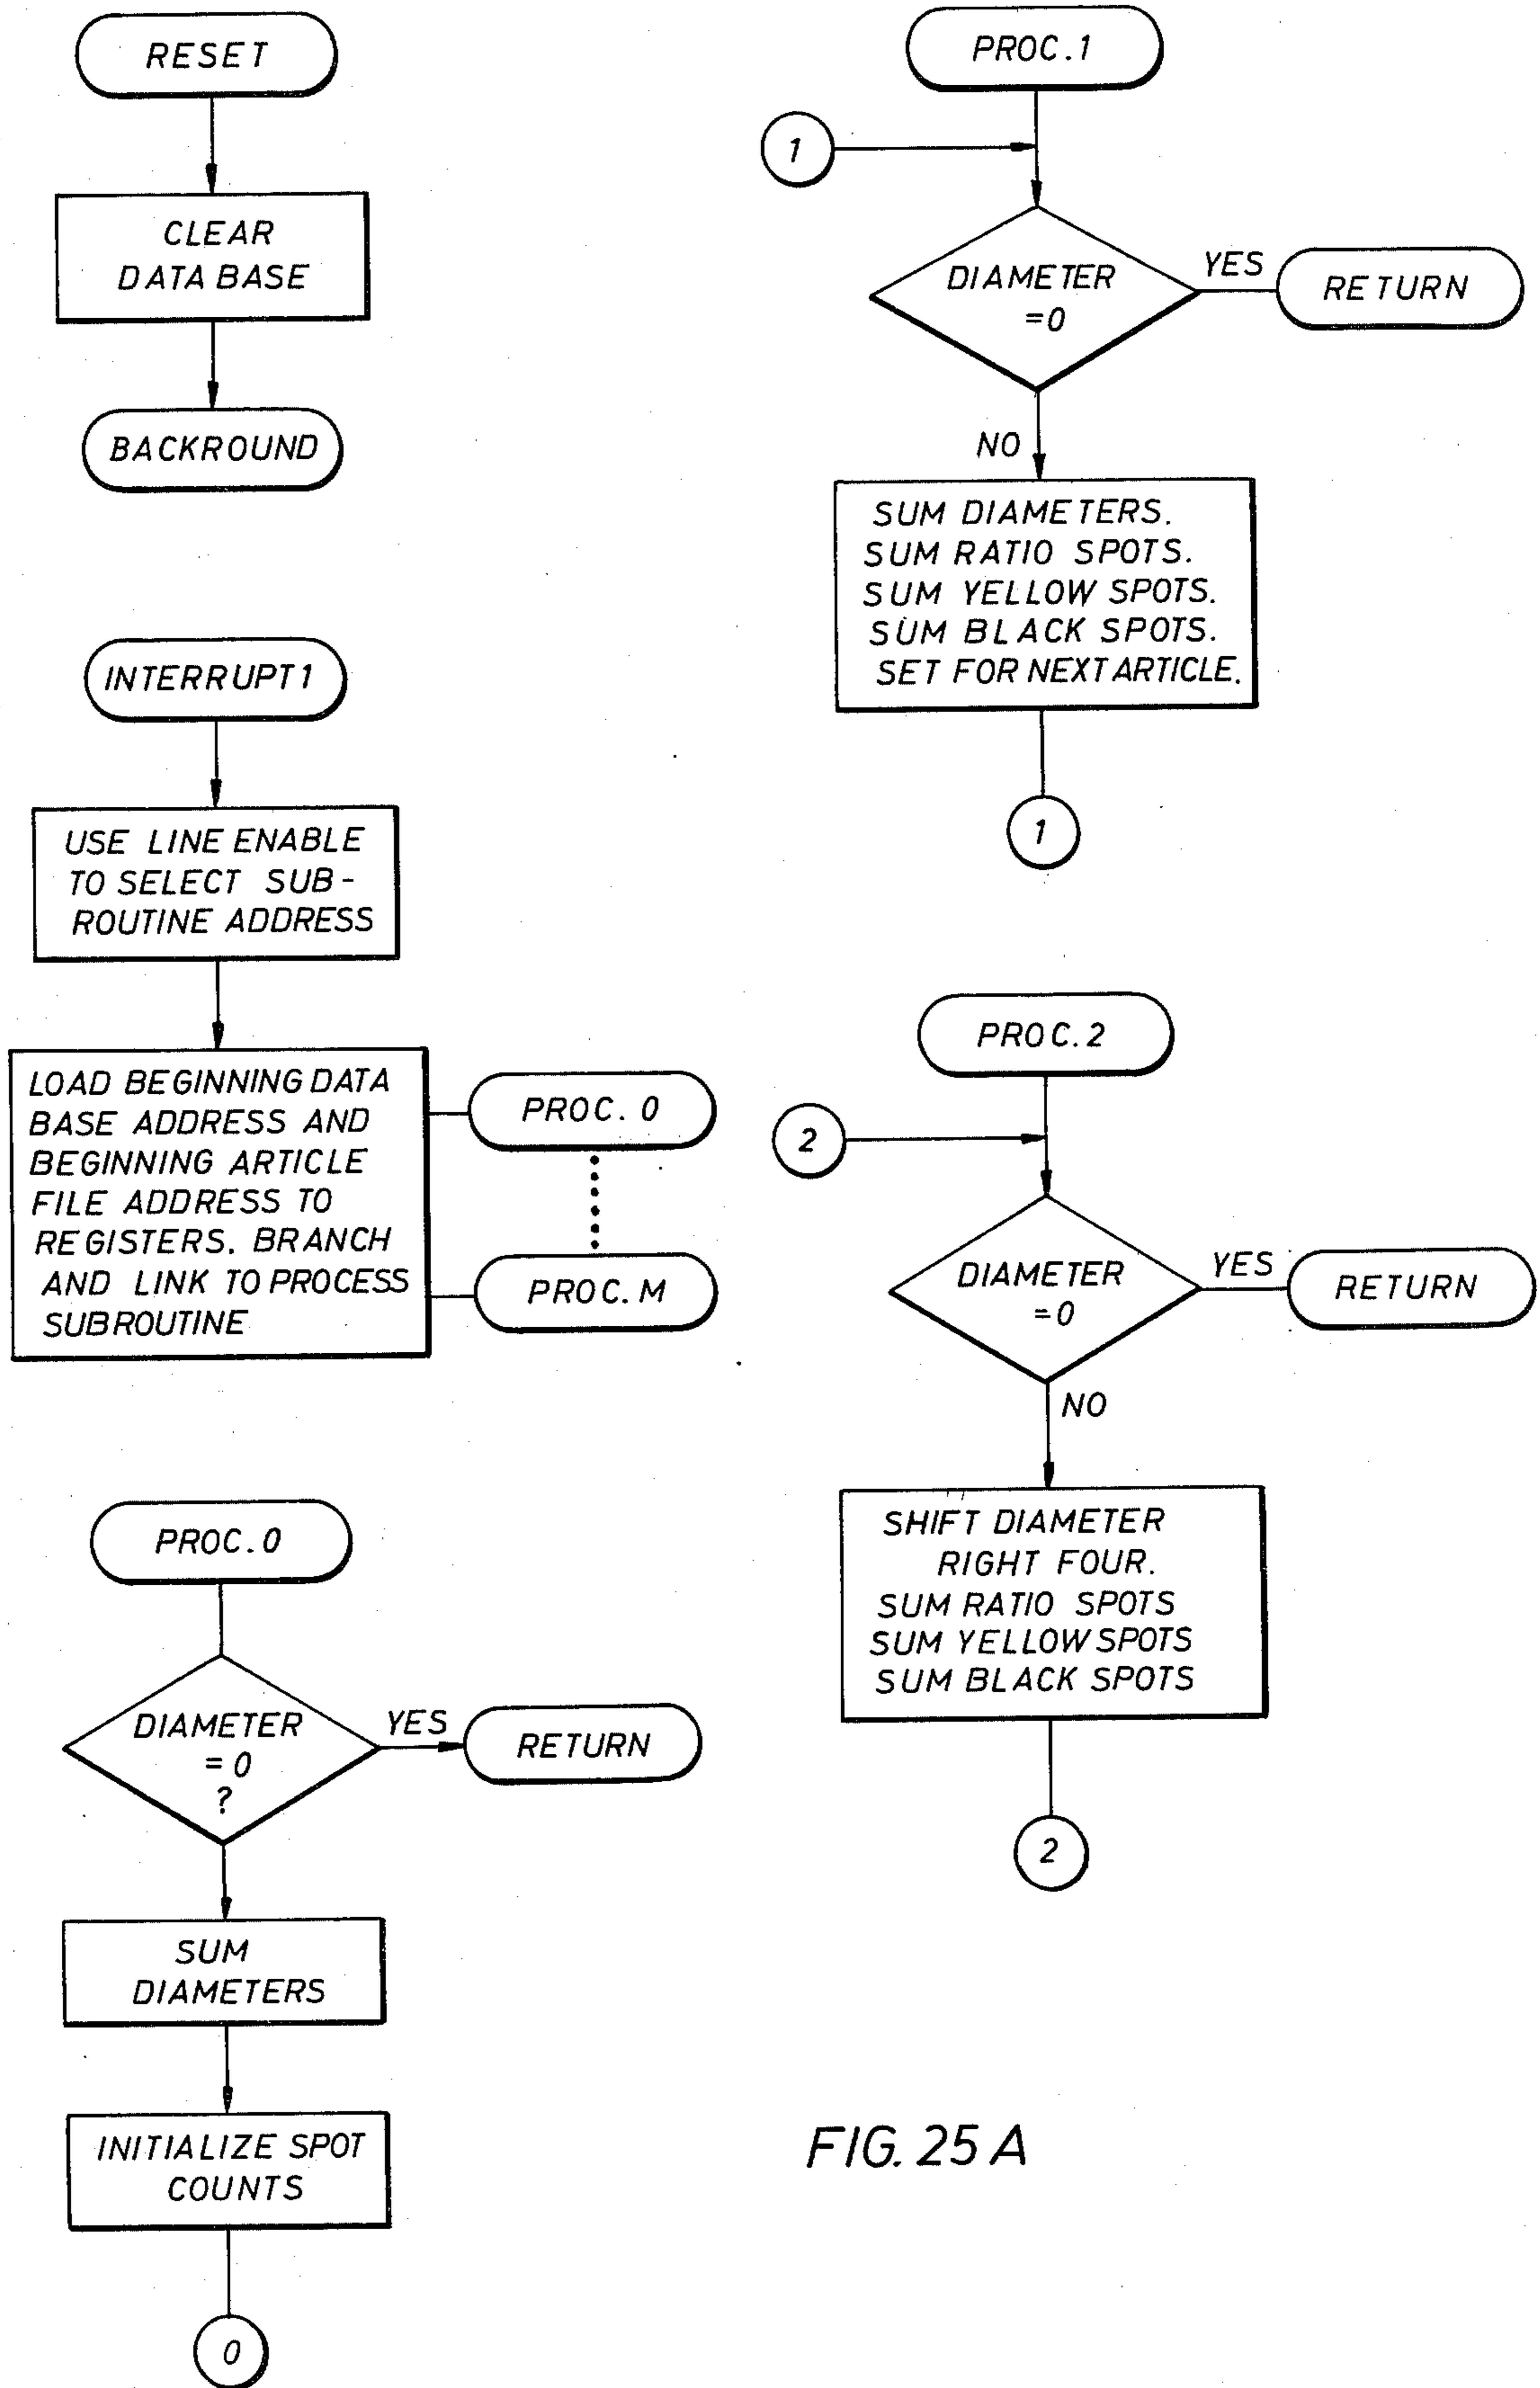 RESET
CLEAR
DATA BASE
BACKROUND
INTERRUPT 1
USE LINE ENABLE
TO SELECT SUB-
ROUTINE ADDRESS
LOAD BEGINNING DATA
BASE ADDRESS AND
BEGINNING ARTICLE
FILE ADDRESS TO
REGISTERS. BRANCH
AND LINK TO PROCESS
SUBROUTINE
PROC. 0
PROC. M
PROC. 0
DIAMETER
= 0
?
YES
RETURN
SUM
DIAMETERS
INITIALIZE SPOT
COUNTS
0
PROC. 1
1
DIAMETER
=0
YES
RETURN
NO
SUM DIAMETERS.
SUM RATIO SPOTS.
SUM YELLOW SPOTS.
SUM BLACK SPOTS.
SET FOR NEXT ARTICLE.
1
PROC. 2
2
DIAMETER
=0
YES
RETURN
NO
SHIFT DIAMETER
RIGHT FOUR.
SUM RATIO SPOTS
SUM YELLOW SPOTS
SUM BLACK SPOTS
2
FIG. 25 A